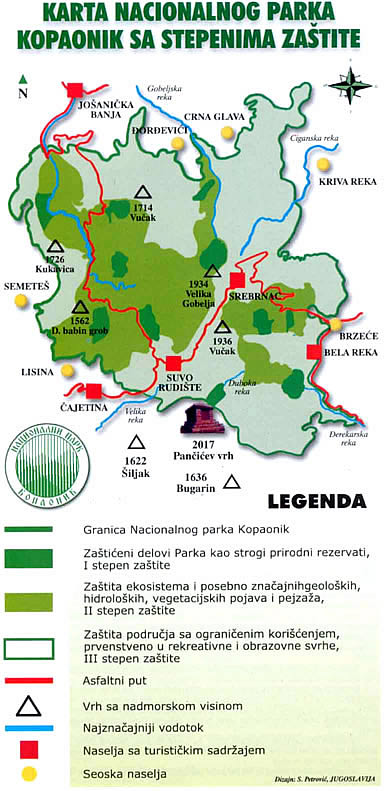 KARTA NACIONALNOG PARKA
KOPAONIK SA STEPENIMA ZAŠTITE
N
JOŠANIČKA
BANJA
Gobeljska
reka
CRNA GLAVA
ĐORĐEVIĆI
Ciganska reka
KRIVA REKA
1714
Vučak
1726
Kukavica
SEMETEŠ
1934
Velika
Gobelja
SREBRNAC
1562
D. babin grob
1936
Vučak
BRZEĆE
BELA REKA
LISINA
SUVO
RUDIŠTE
Duboka
reka
ČAJETINA
Velika
reka
Derekarska
reka
1622
Šiljak
2017
Pančićev vrh
1636
Bugarin
НАЦИОНАЛНИ ПАРК
КОПАОНИК
LEGENDA
Granica Nacionalnog parka Kopaonik
Zaštićeni delovi Parka kao strogi prirodni rezervati,
I stepen zaštite
Zaštita ekosistema i posebno značajnihgeoloških,
hidroloških, vegetacijskih pojava i pejzaža,
II stepen zaštite
Zaštita područja sa ograničenim korišćenjem,
prvenstveno u rekreativne i obrazovne svrhe,
III stepen zaštite
Asfaltni put
Vrh sa nadmorskom visinom
Najznačajniji vodotok
Naselja sa turističkim sadržajem
Seoska naselja
Dizajn: S. Petrović, JUGOSLAVIJA